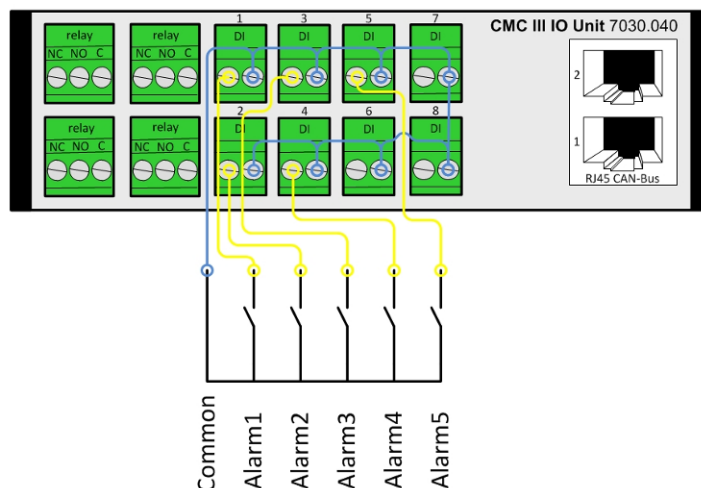 CMC III IO Unit 7030.040
1 3 5 7
relay relay DI DI DI DI
NC NO C NC NO C
2
2 4 6 8
relay relay DI DI DI DI
NC NO C NC NO C
1
RJ45 CAN-Bus
Common
Alarm1
Alarm2
Alarm3
Alarm4
Alarm5